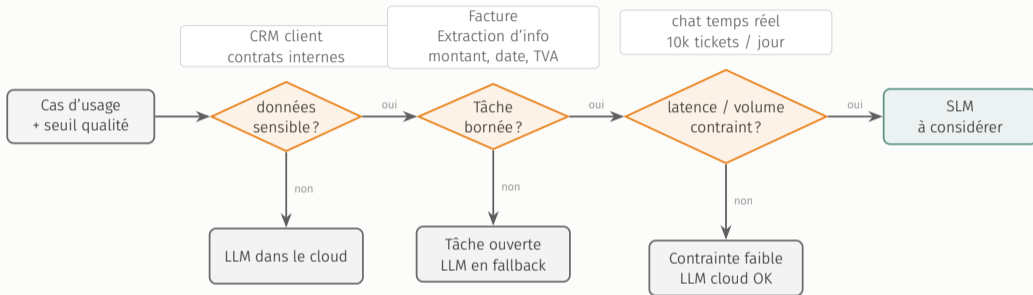 CRM client
contrats internes
Facture
Extraction d'info
montant, date, TVA
chat temps réel
10k tickets / jour
Cas d'usage
+ seuil qualité
données
sensible ?
oui
Tâche
bornée ?
oui
latence / volume
contraint ?
oui
SLM
à considérer
non
non
non
LLM dans le cloud
Tâche ouverte
LLM en fallback
Contrainte faible
LLM cloud OK